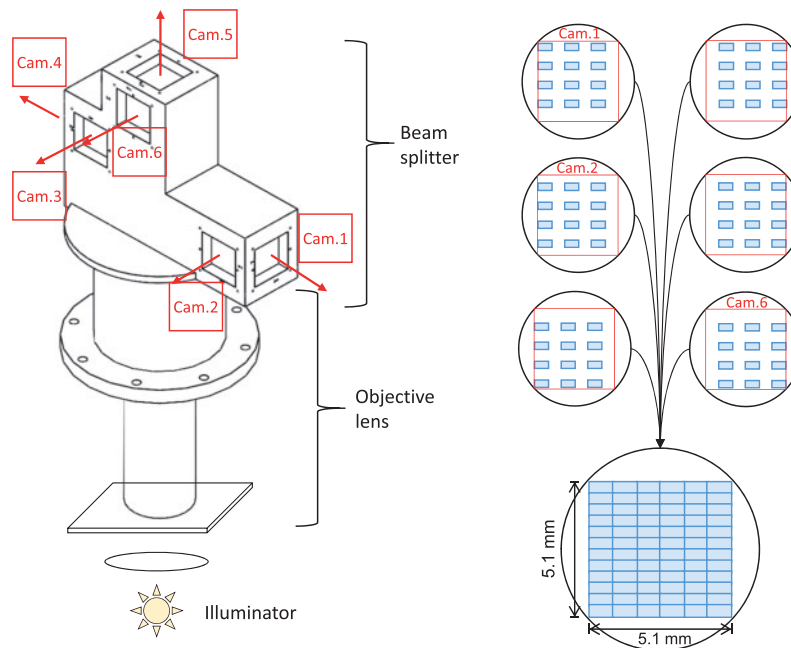 Cam.5
Cam.4
Cam.6
Cam.3
Cam.1
Cam.2
Beam
splitter
Objective
lens
Illuminator
Cam.1
Cam.2
Cam.6
5.1 mm
5.1 mm